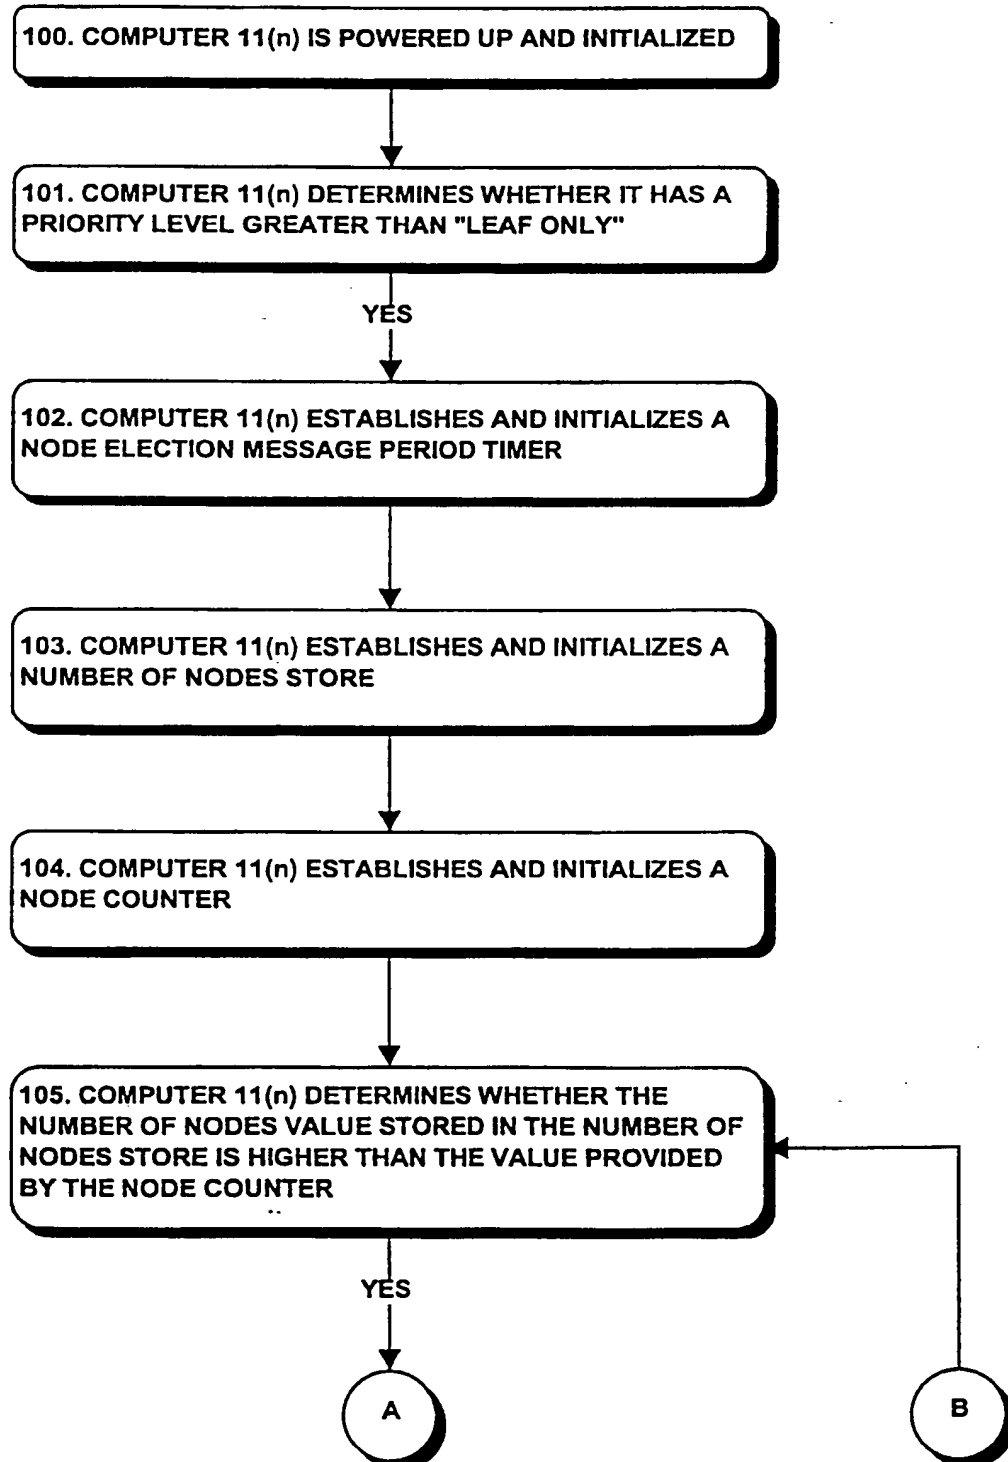 100. COMPUTER 11(n) IS POWERED UP AND INITIALIZED
101. COMPUTER 11(n) DETERMINES WHETHER IT HAS A
PRIORITY LEVEL GREATER THAN "LEAF ONLY"
YES
102. COMPUTER 11(n) ESTABLISHES AND INITIALIZES A
NODE ELECTION MESSAGE PERIOD TIMER
103. COMPUTER 11(n) ESTABLISHES AND INITIALIZES A
NUMBER OF NODES STORE
104. COMPUTER 11(n) ESTABLISHES AND INITIALIZES A
NODE COUNTER
105. COMPUTER 11(n) DETERMINES WHETHER THE
NUMBER OF NODES VALUE STORED IN THE NUMBER OF
NODES STORE IS HIGHER THAN THE VALUE PROVIDED
BY THE NODE COUNTER
YES
A
B